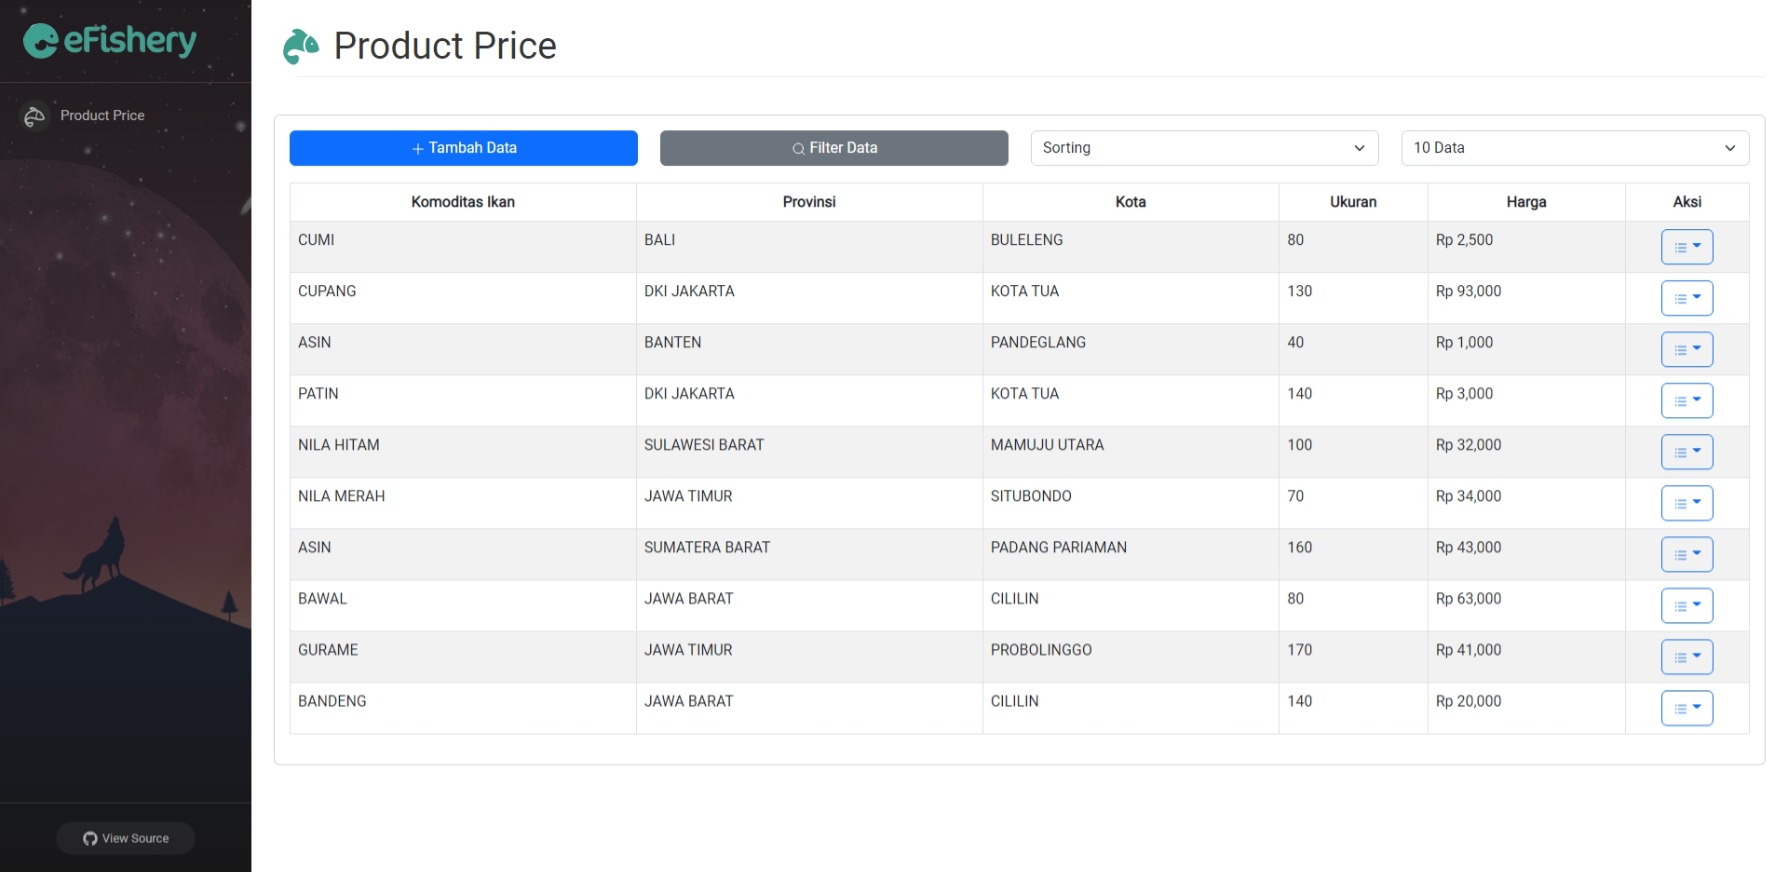 eFishery
Product Price
Product Price
Tambah Data
Filter Data
Sorting
10 Data
Komoditas Ikan Provinsi Kota Ukuran Harga Aksi
CUMI BALI BULELENG 80 Rp 2,500
CUPANG DKI JAKARTA KOTA TUA 130 Rp 93,000
ASIN BANTEN PANDEGLANG 40 Rp 1,000
PATIN DKI JAKARTA KOTA TUA 140 Rp 3,000
NILA HITAM SULAWESI BARAT MAMUJU UTARA 100 Rp 32,000
NILA MERAH JAWA TIMUR SITUBONDO 70 Rp 34,000
ASIN SUMATERA BARAT PADANG PARIAMAN 160 Rp 43,000
BAWAL JAWA BARAT CILILIN 80 Rp 63,000
GURAME JAWA TIMUR PROBOLINGGO 170 Rp 41,000
BANDENG JAWA BARAT CILILIN 140 Rp 20,000
View Source